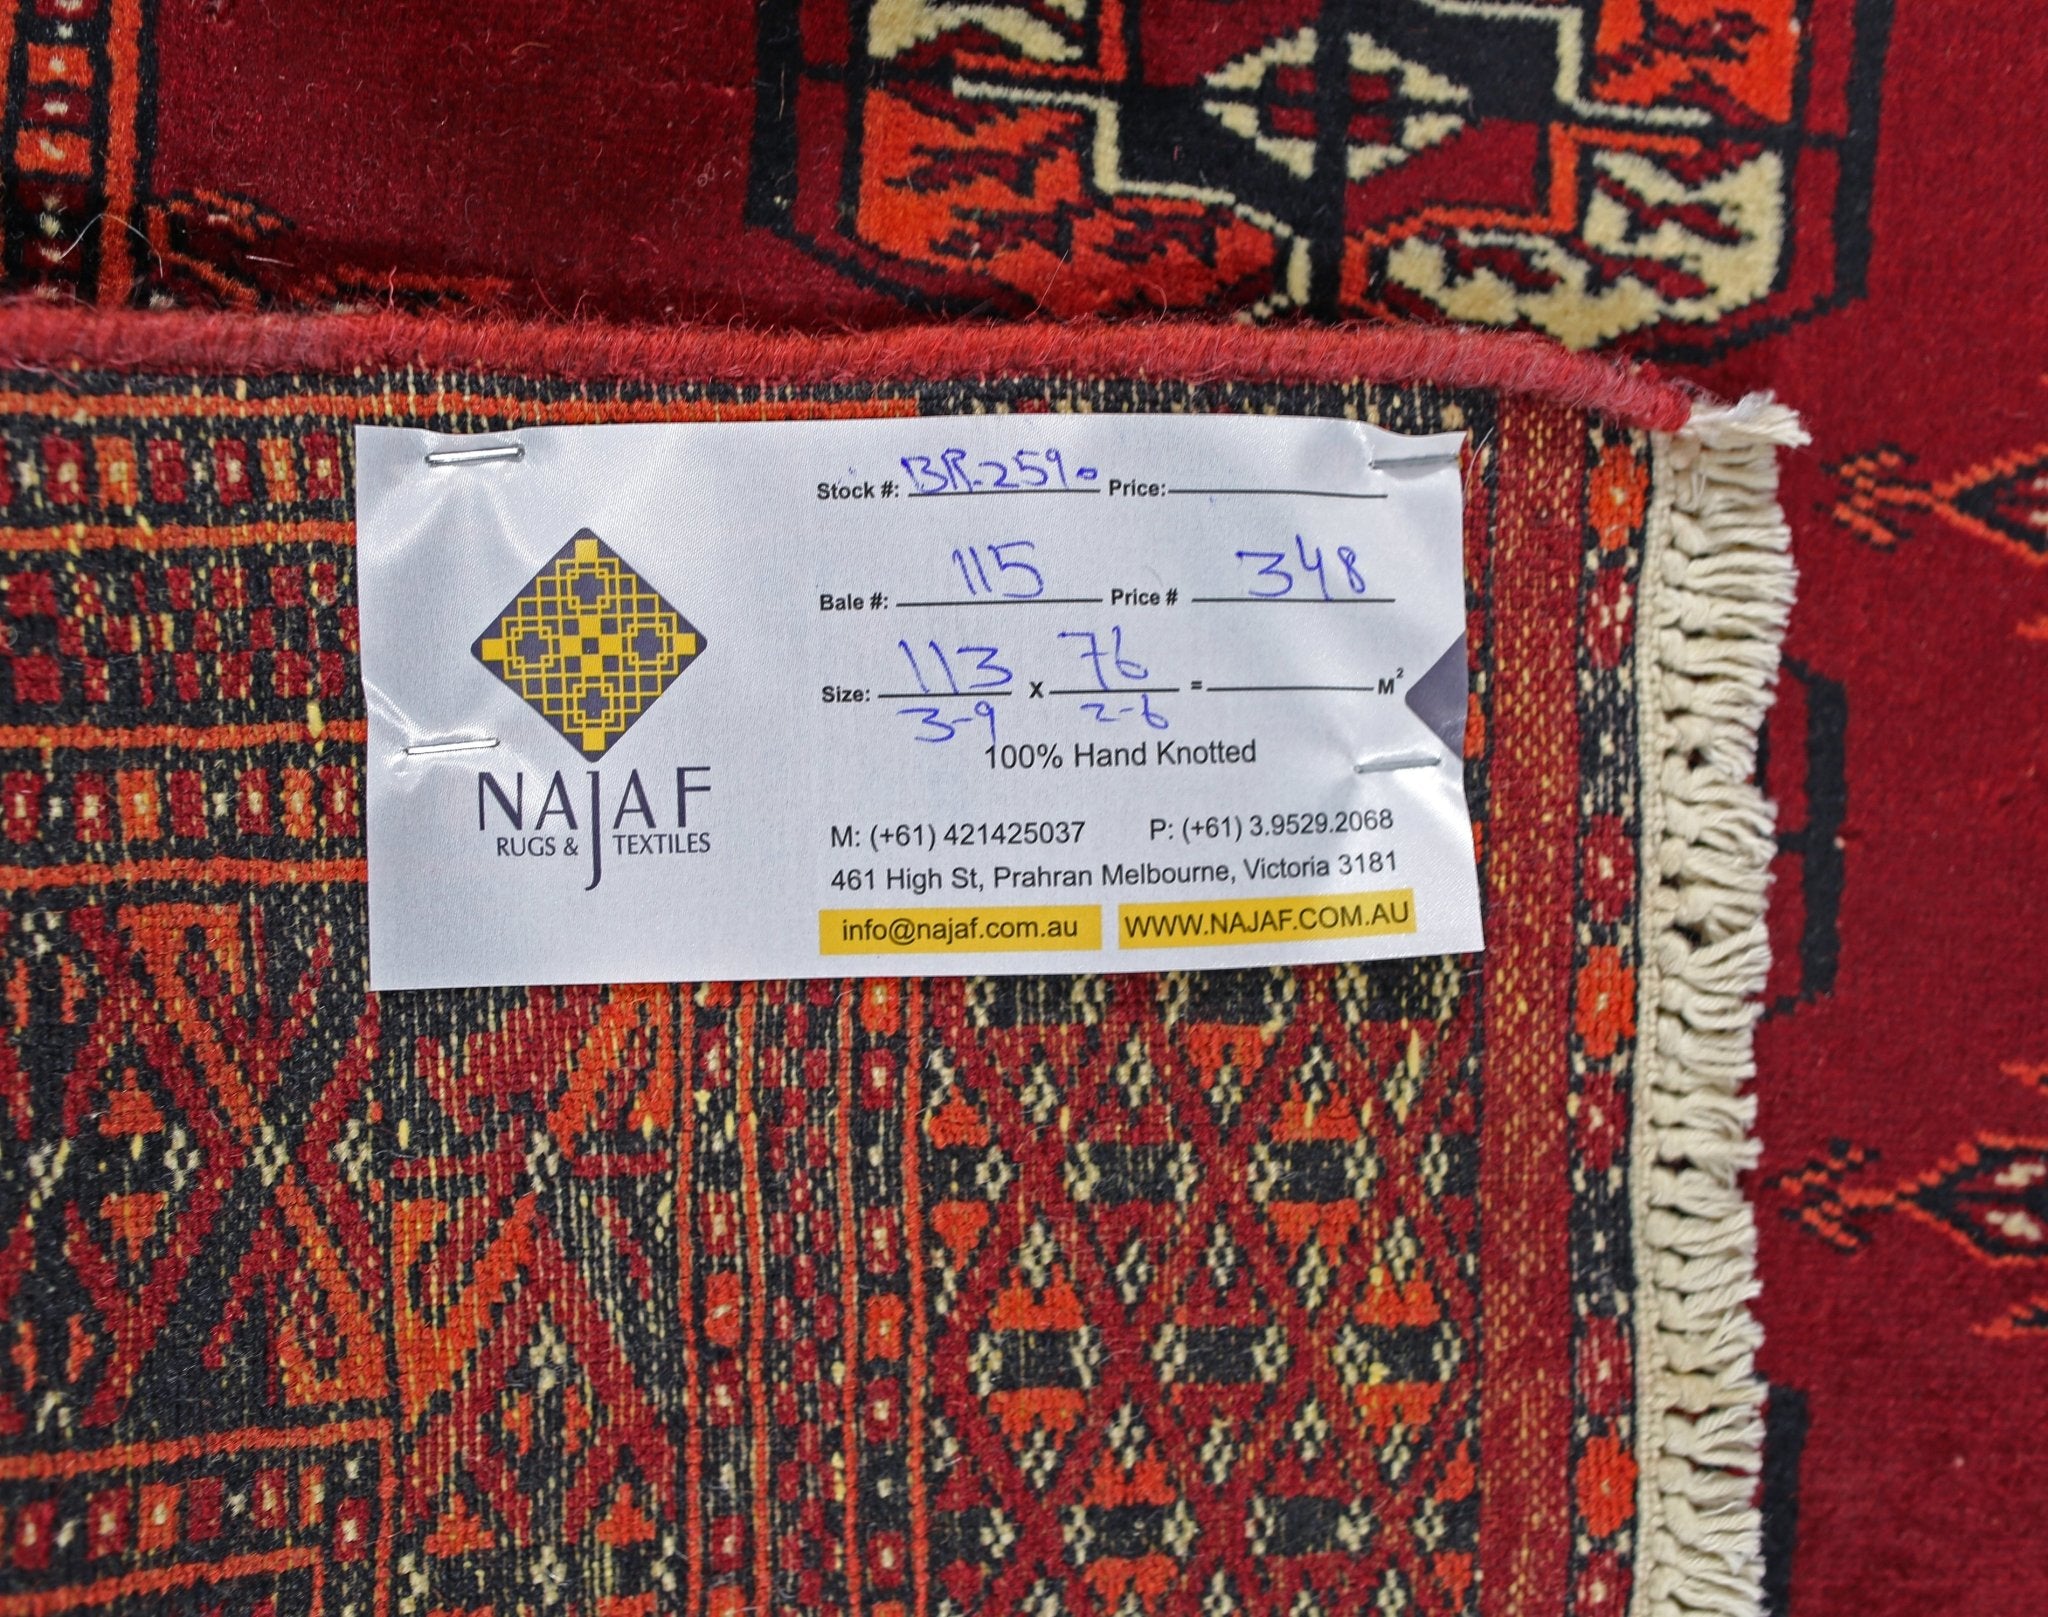 NAJAF
RUGS & TEXTILES
Stock #: BR-2590 Price:
Bale #: 115 Price # 348
Size: 113 x 76 = M²
3-9 2-6
100% Hand Knotted
M: (+61) 421425037 P: (+61) 3.9529.2068
461 High St, Prahran Melbourne, Victoria 3181
info@najaf.com.au WWW.NAJAF.COM.AU